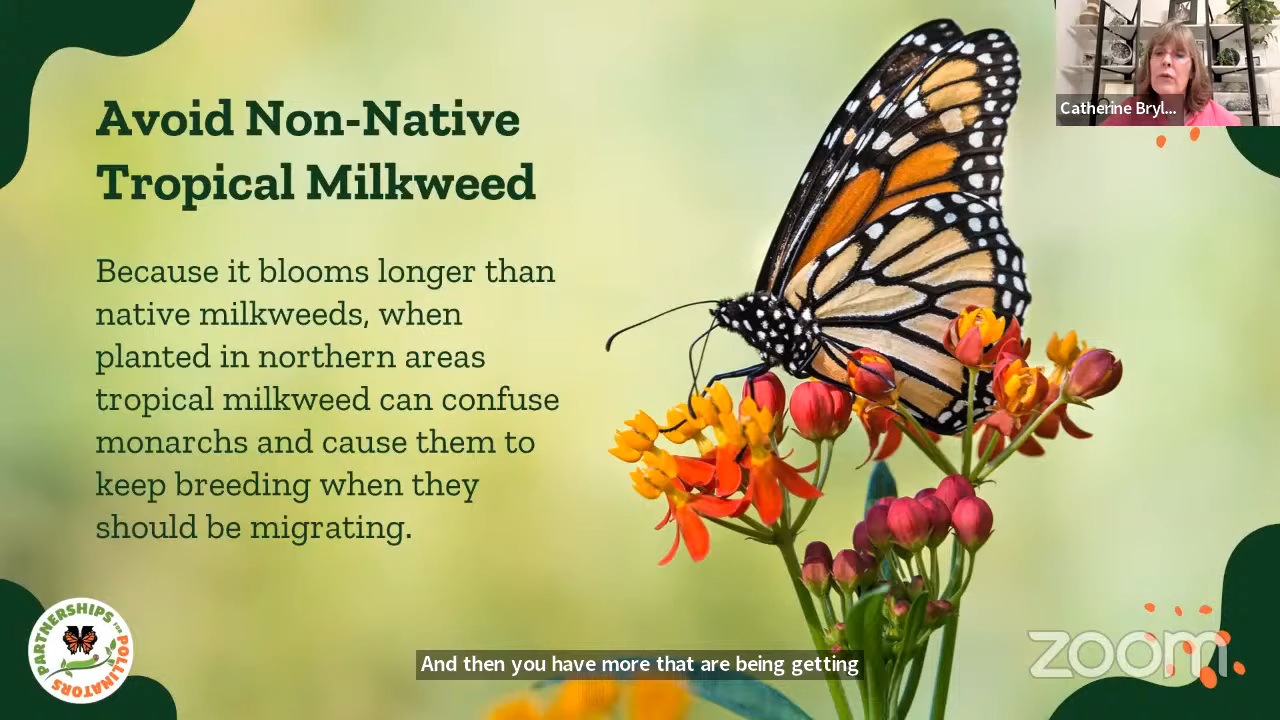 Avoid Non-Native
Tropical Milkweed
Because it blooms longer than
native milkweeds, when
planted in northern areas
tropical milkweed can confuse
monarchs and cause them to
keep breeding when they
should be migrating.
Catherine Bryl...
PARTNERSHIPS FOR POLLINATORS
And then you have more that are being getting
zoom